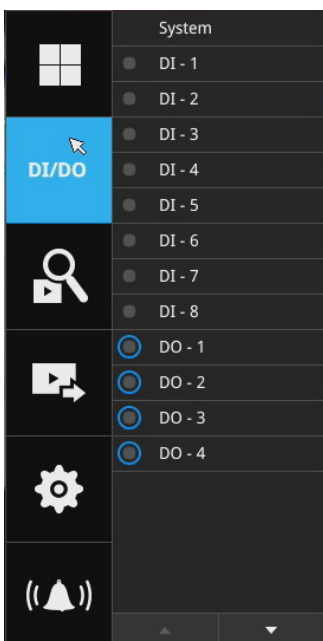 System
DI - 1
DI - 2
DI - 3
DI/DO
DI - 4
DI - 5
DI - 6
DI - 7
DI - 8
DO - 1
DO - 2
DO - 3
DO - 4